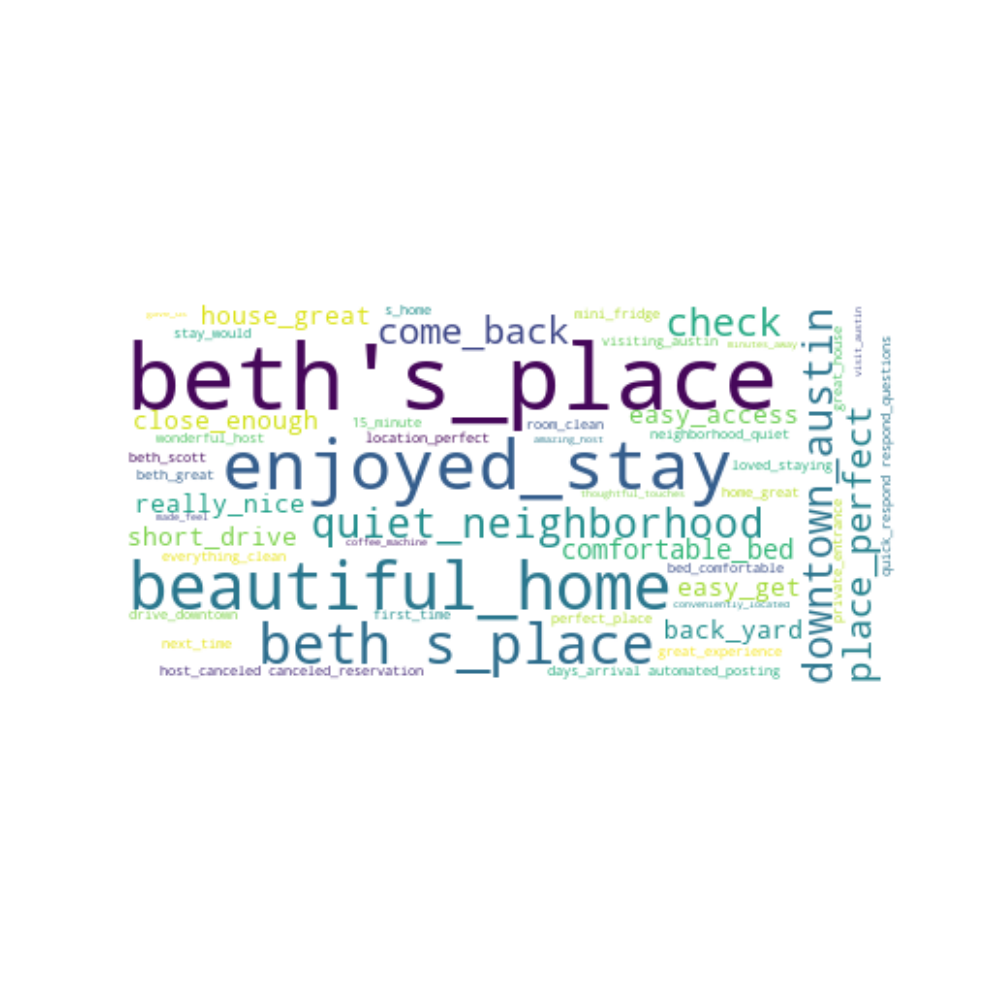 house_great
s_home
mini_fridge
check
stay_would
come_back
visiting_austin
minutes_away
beth's_place
close_enough
15_minute
room_clean
easy_access
wonderful_host
location_perfect
amazing_host
neighborhood_quiet
beth_scott
beth_great
enjoyed_stay
loved_staying
really_nice
thoughtful_touches
home_great
made_feel
quiet_neighborhood
short_drive
coffee_machine
comfortable_bed
everything_clean
bed_comfortable
beautiful_home
easy_get
conveniently_located
drive_downtown
first_time
perfect_place
next_time
beth s_place
back_yard
great_experience
host_canceled canceled_reservation
days_arrival automated_posting
downtown_austin
great_house
private_entrance
visit_austin
place_perfect
quick_respond respond_questions